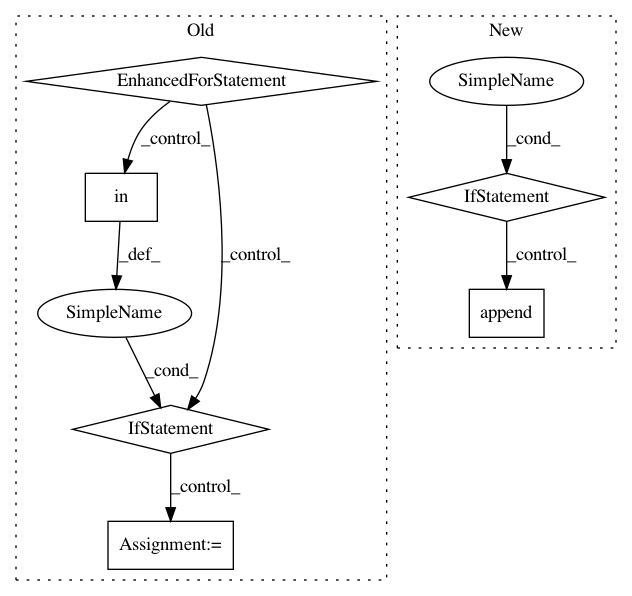 Old
New
EnhancedForStatement
SimpleName
_control_
_cond_
in
IfStatement
_def_
_control_
_control_
SimpleName
append
_cond_
IfStatement
_control_
Assignment:=